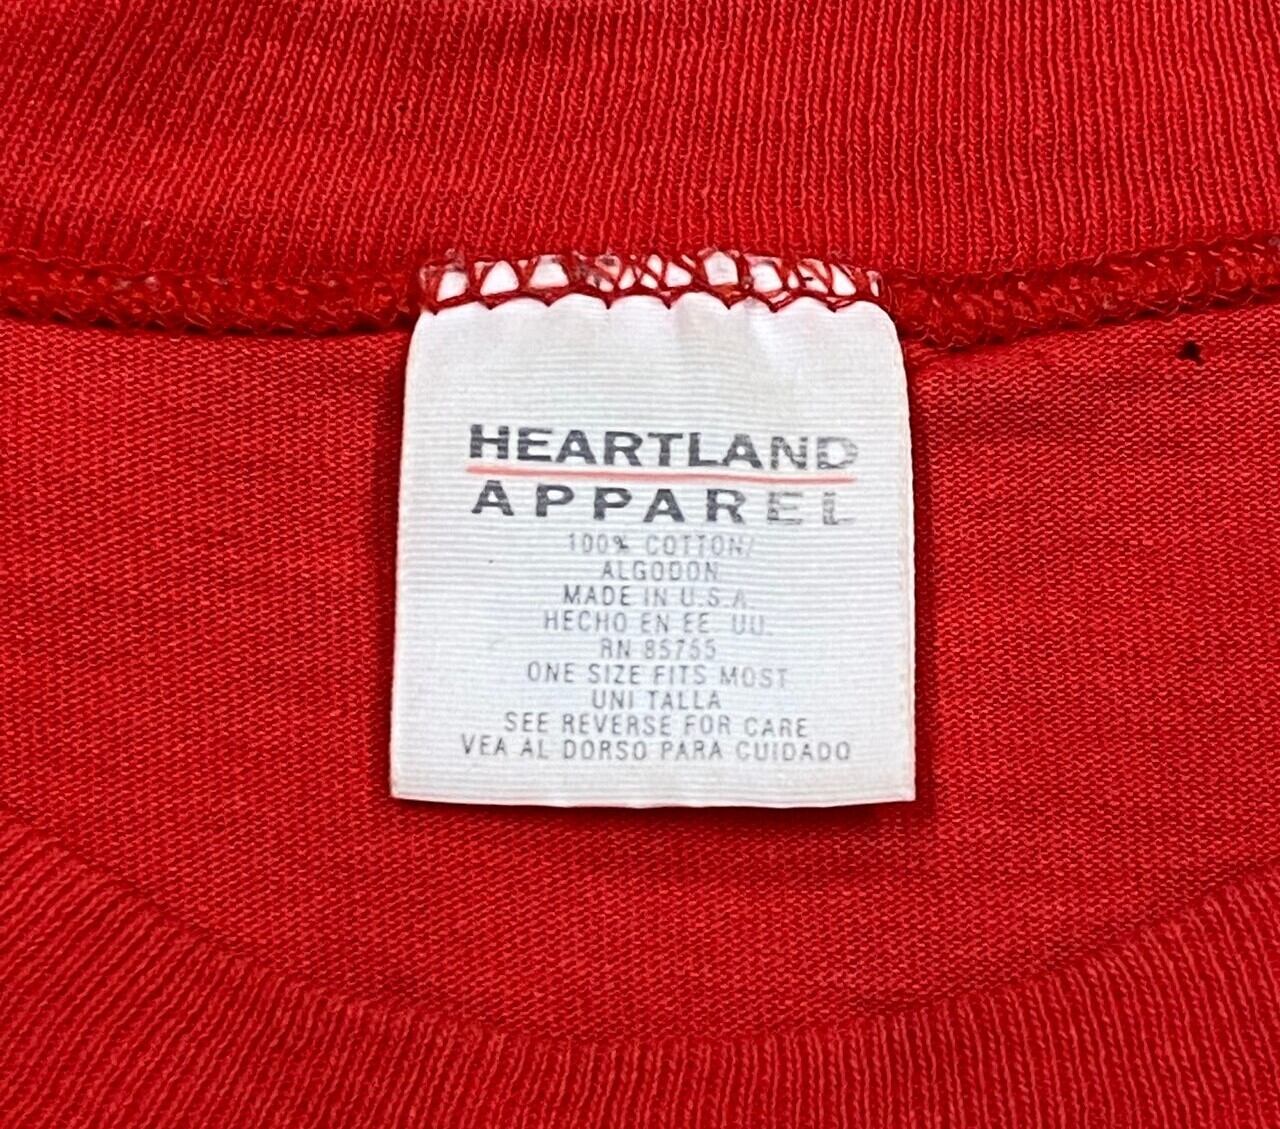 HEARTLAND
APPAREL
100% COTTON/
ALGODON
MADE IN U.S.A.
HECHO EN EE. UU.
RN 85755
ONE SIZE FITS MOST
UNI TALLA
SEE REVERSE FOR CARE
VEA AL DORSO PARA CUIDADO